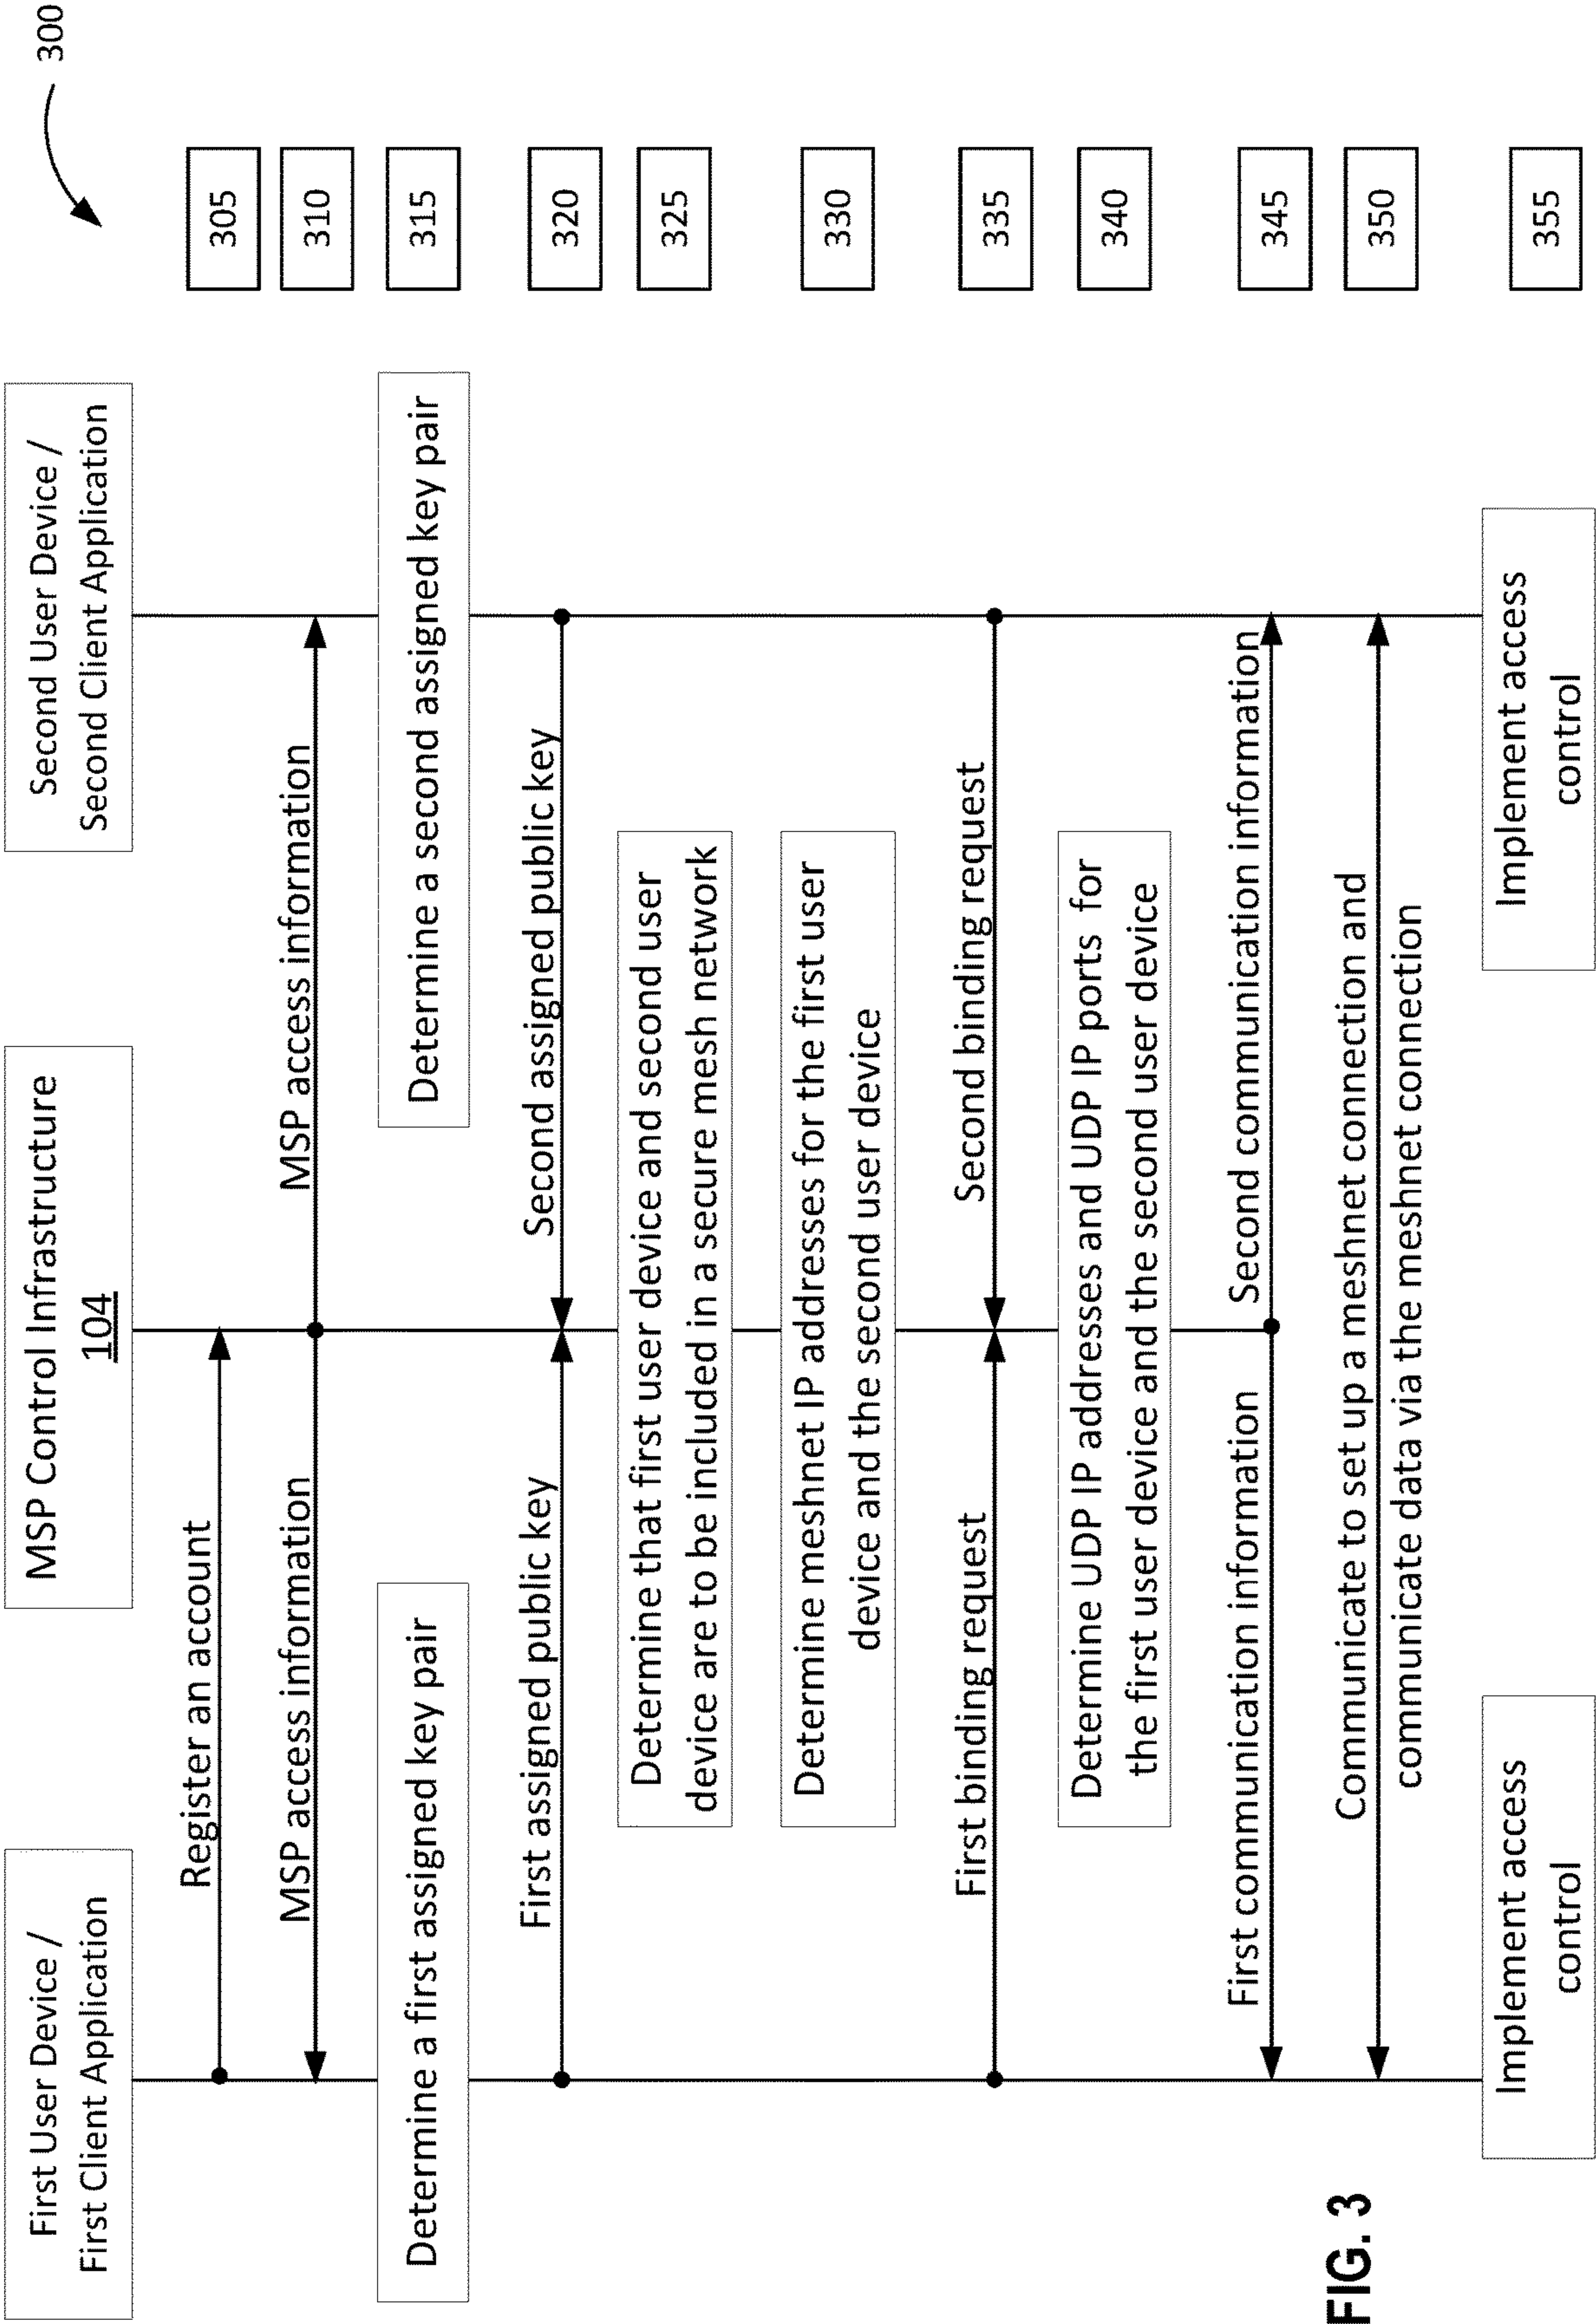 300
First User Device /
First Client Application
MSP Control Infrastructure
104
Second User Device /
Second Client Application
Register an account
305
MSP access information
MSP access information
310
Determine a first assigned key pair
Determine a second assigned key pair
315
First assigned public key
Second assigned public key
320
Determine that first user device and second user
device are to be included in a secure mesh network
325
Determine meshnet IP addresses for the first user
device and the second user device
330
First binding request
Second binding request
335
Determine UDP IP addresses and UDP IP ports for
the first user device and the second user device
340
First communication information
Second communication information
345
Communicate to set up a meshnet connection and
communicate data via the meshnet connection
350
Implement access
control
Implement access
control
355
FIG. 3